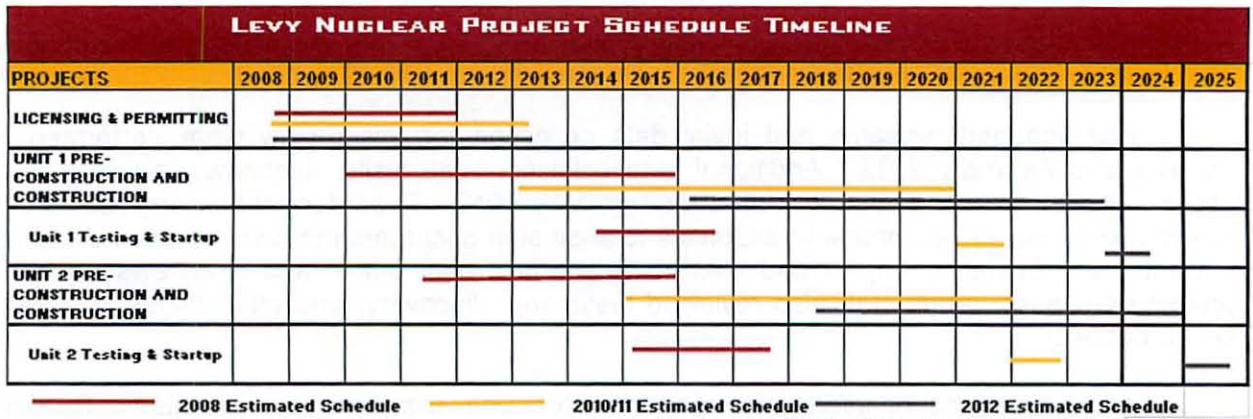 LEVY NUCLEAR PROJECT SCHEDULE TIMELINE
PROJECTS 2008 2009 2010 2011 2012 2013 2014 2015 2016 2017 2018 2019 2020 2021 2022 2023 2024 2025
LICENSING & PERMITTING
UNIT 1 PRE-
CONSTRUCTION AND
CONSTRUCTION
Unit 1 Testing & Startup
UNIT 2 PRE-
CONSTRUCTION AND
CONSTRUCTION
Unit 2 Testing & Startup
2008 Estimated Schedule 2010/11 Estimated Schedule 2012 Estimated Schedule